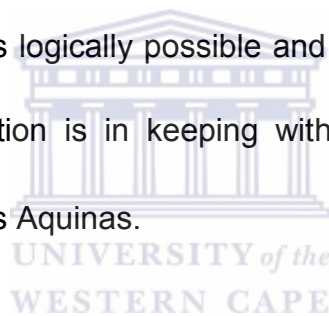 s logically possible and
tion is in keeping with
s Aquinas.
UNIVERSITY of the
WESTERN CAPE